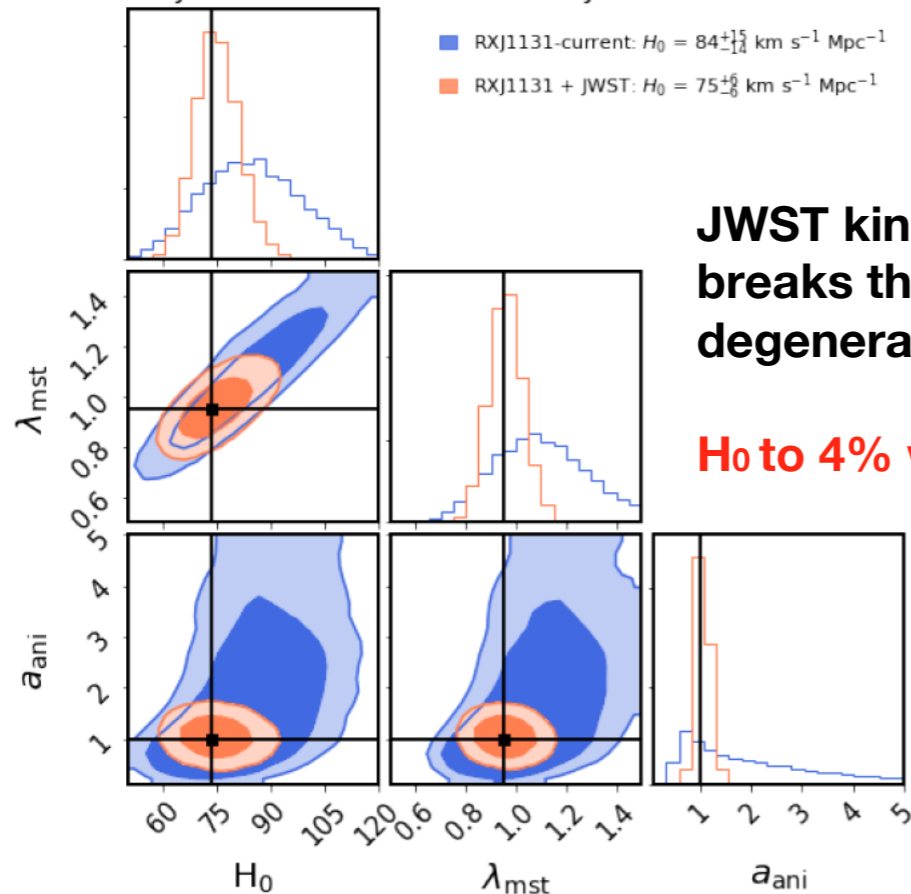 RXJ1131-current: H₀ = 84⁺¹⁵₋₁₄ km s⁻¹ Mpc⁻¹
RXJ1131 + JWST: H₀ = 75⁺⁶₋₆ km s⁻¹ Mpc⁻¹
JWST kin
breaks th
degenera
H₀ to 4%
λmst
1.4
1.2
1.0
0.8
0.6
aani
5
4
3
2
1
60 75 90 105 120 0.6 0.8 1.0 1.2 1.4 1 2 3 4 5
H₀ λmst aani